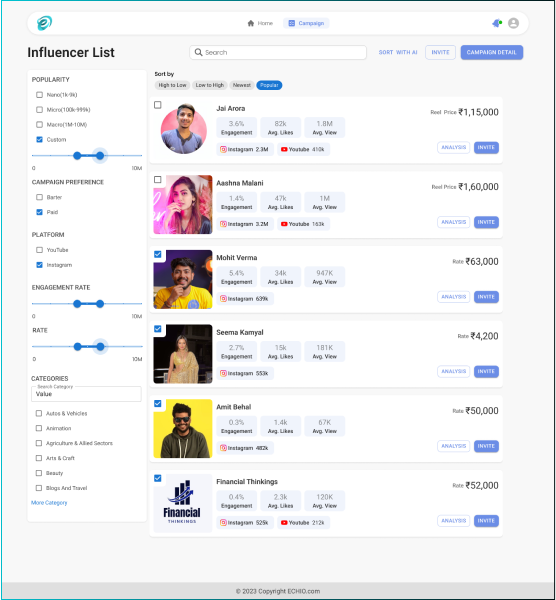 Home
Campaign
Influencer List
Search
SORT WITH AI
INVITE
CAMPAIGN DETAIL
POPULARITY
Nano(1k-9k)
Micro(100k-999k)
Macro(1M-10M)
Custom
0 10M
CAMPAIGN PREFERENCE
Barter
Paid
PLATFORM
YouTube
Instagram
ENGAGEMENT RATE
0 10M
RATE
0 10M
CATEGORIES
Search Category
Value
Autos & Vehicles
Animation
Agriculture & Allied Sectors
Arts & Craft
Beauty
Blogs And Travel
More Category
Sort by
High to Low Low to High Newest Popular
Jai Arora
3.6% 82k 1.8M
Engagement Avg. Likes Avg. View
Instagram 2.3M Youtube 410k
Reel Price ₹1,15,000
ANALYSIS INVITE
Aashna Malani
1.4% 47k 1M
Engagement Avg. Likes Avg. View
Instagram 3.2M Youtube 163k
Reel Price ₹1,60,000
ANALYSIS INVITE
Mohit Verma
5.4% 34k 947K
Engagement Avg. Likes Avg. View
Instagram 639k
Rate ₹63,000
ANALYSIS INVITE
Seema Kamyal
2.7% 15k 181K
Engagement Avg. Likes Avg. View
Instagram 553k
Rate ₹4,200
ANALYSIS INVITE
Amit Behal
0.3% 1.4k 67K
Engagement Avg. Likes Avg. View
Instagram 482k
Rate ₹50,000
ANALYSIS INVITE
Financial
THINKINGS
Financial Thinkings
0.4% 2.3k 120K
Engagement Avg. Likes Avg. View
Instagram 525k Youtube 212k
Rate ₹52,000
ANALYSIS INVITE
© 2023 Copyright ECHIO.com